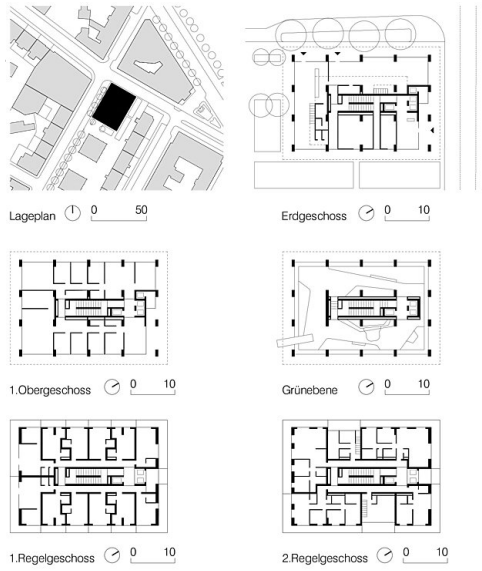 Lageplan 0 50
Erdgeschoss 0 10
1.Obergeschoss 0 10
Grünebene 0 10
1.Regelgeschoss 0 10
2.Regelgeschoss 0 10